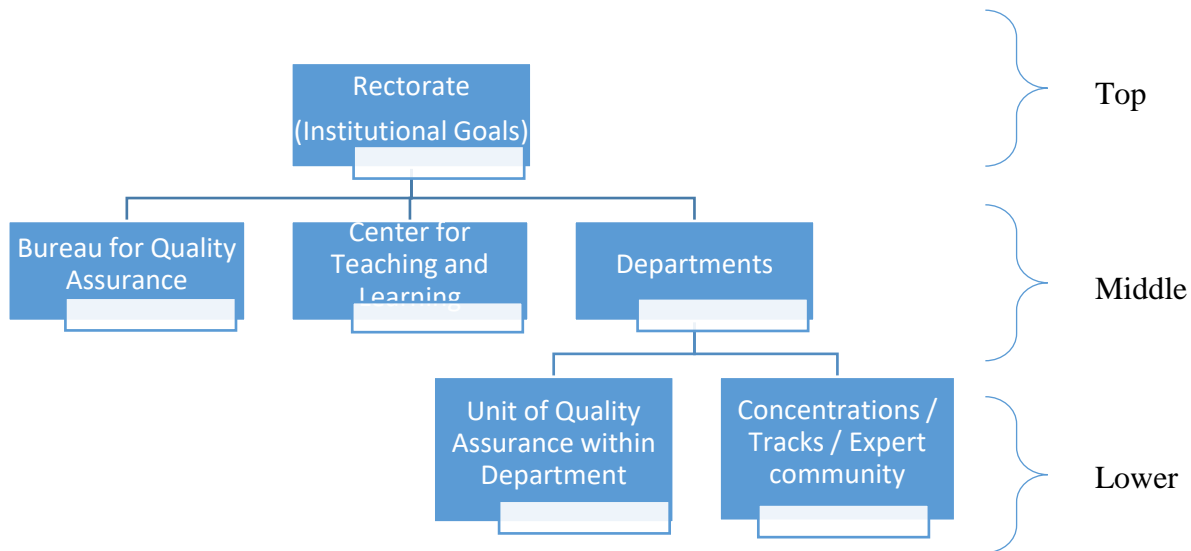 Rectorate
(Institutional Goals)
Top
Bureau for Quality
Assurance
Center for
Teaching and
Learning
Departments
Middle
Unit of Quality
Assurance within
Department
Concentrations /
Tracks / Expert
community
Lower